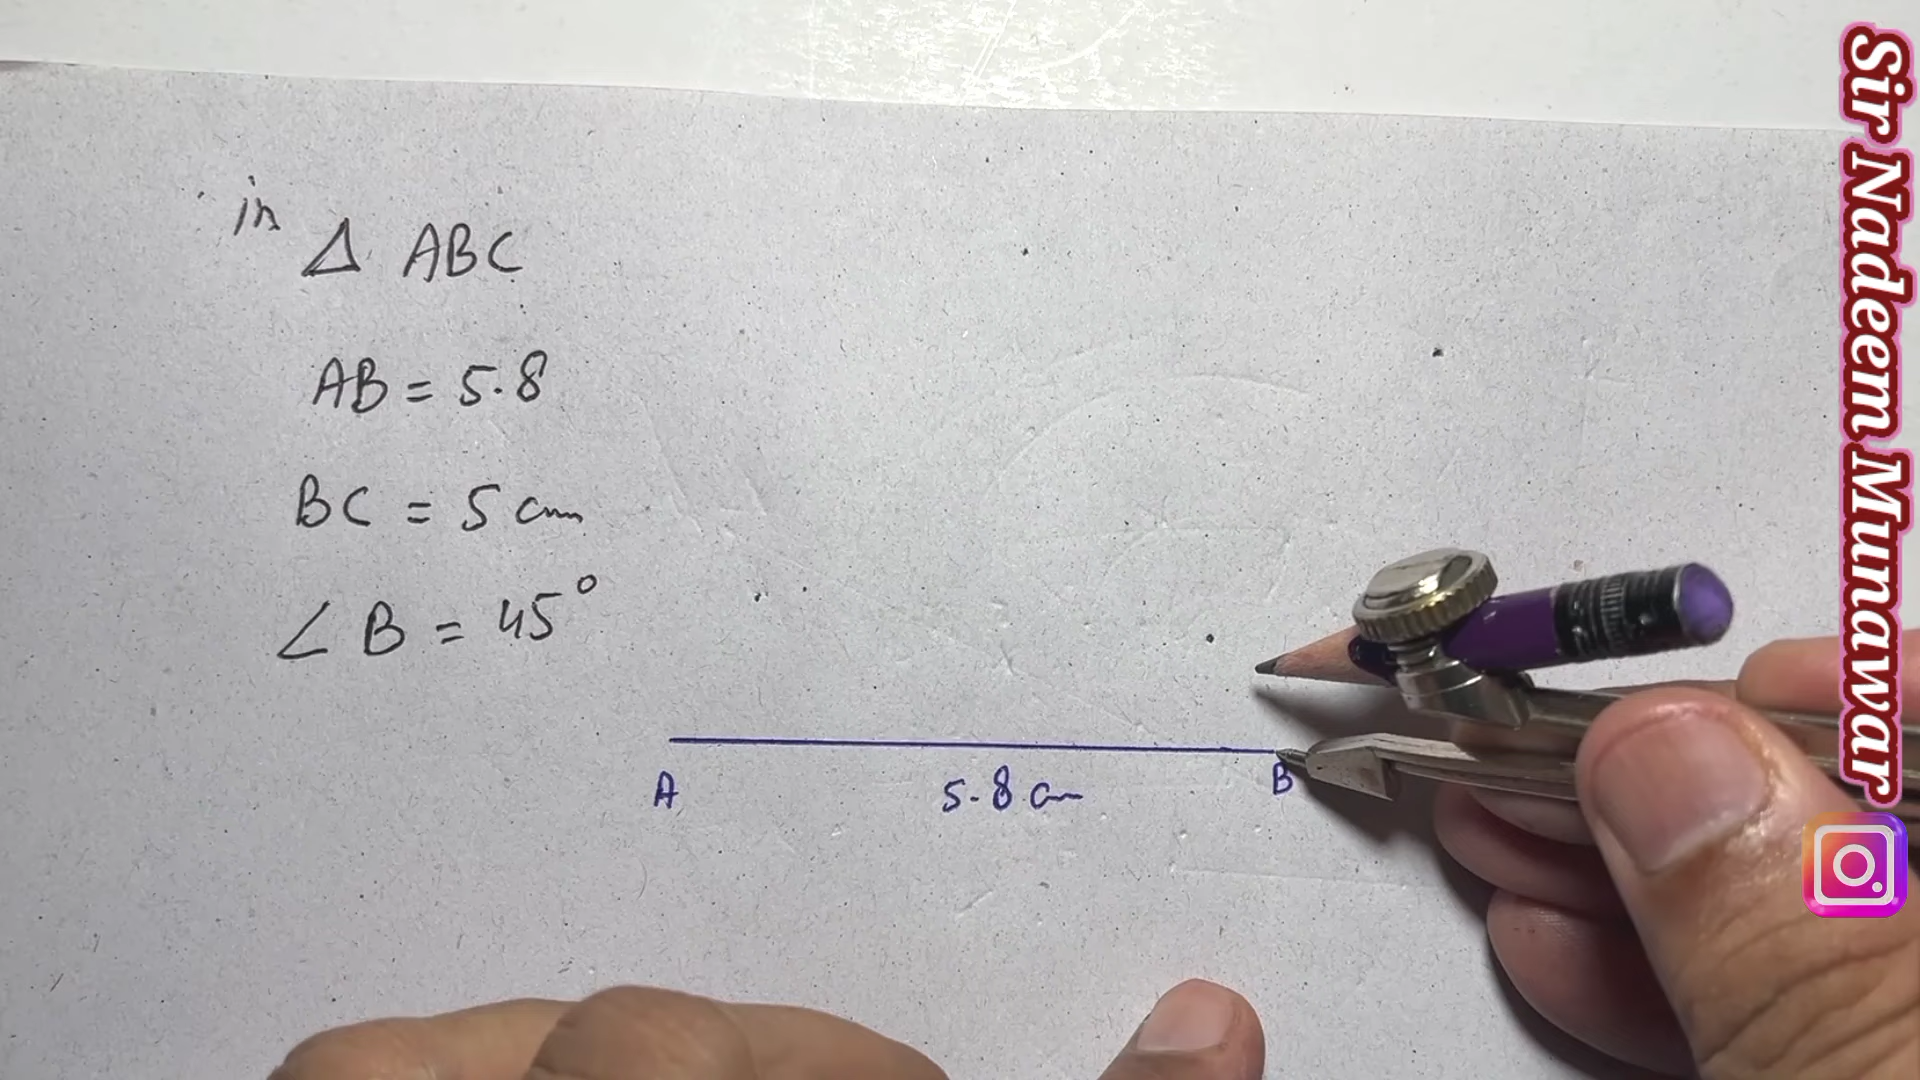 in
Δ ABC
AB = 5.8
BC = 5 cm
∠ B = 45°
A 5.8 cm B
Sir Nadeem Munawar